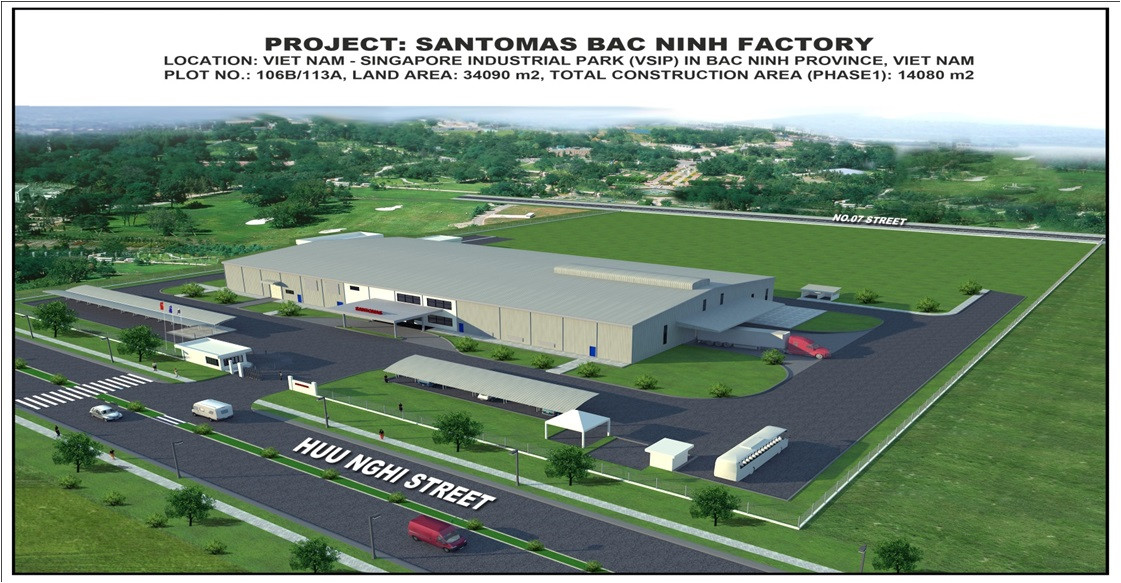 PROJECT: SANTOMAS BAC NINH FACTORY
LOCATION: VIET NAM - SINGAPORE INDUSTRIAL PARK (VSIP) IN BAC NINH PROVINCE, VIET NAM
PLOT NO.: 106B/113A, LAND AREA: 34090 m2, TOTAL CONSTRUCTION AREA (PHASE1): 14080 m2
NO.07 STREET
HUU NGHI STREET